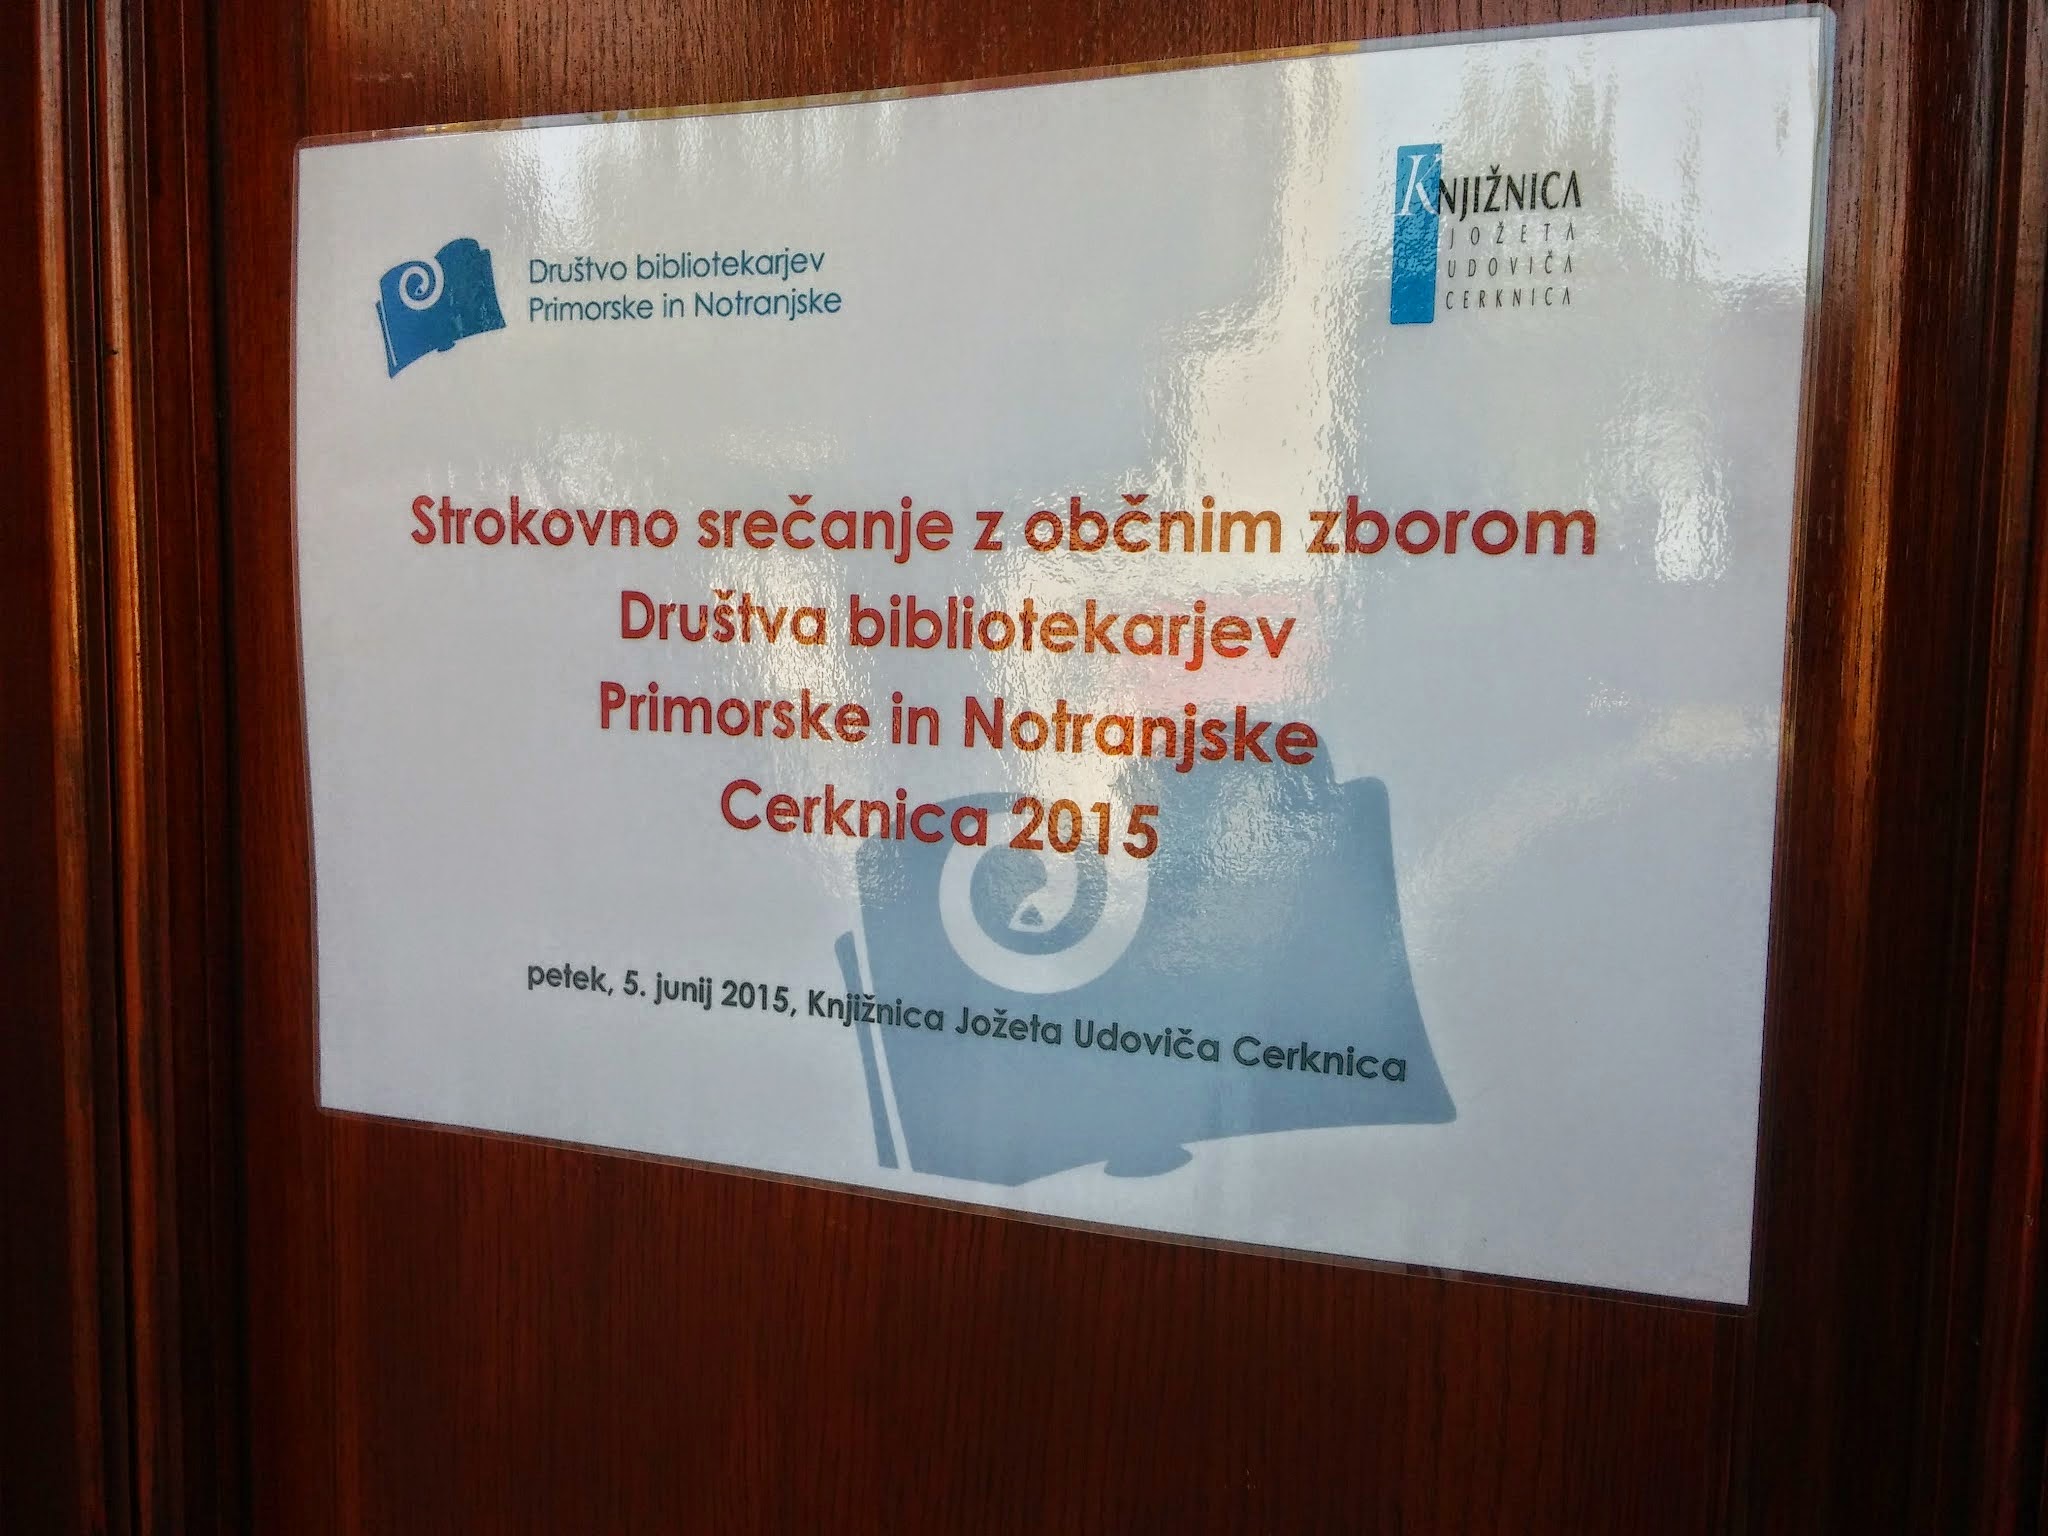 Društvo bibliotekarjev
Primorske in Notranjske
KNJIŽNICA
JOŽETA
UDOVIČA
CERKNICA
Strokovno srečanje z občnim zborom
Društva bibliotekarjev
Primorske in Notranjske
Cerknica 2015
petek, 5. junij 2015, Knjižnica Jožeta Udoviča Cerknica